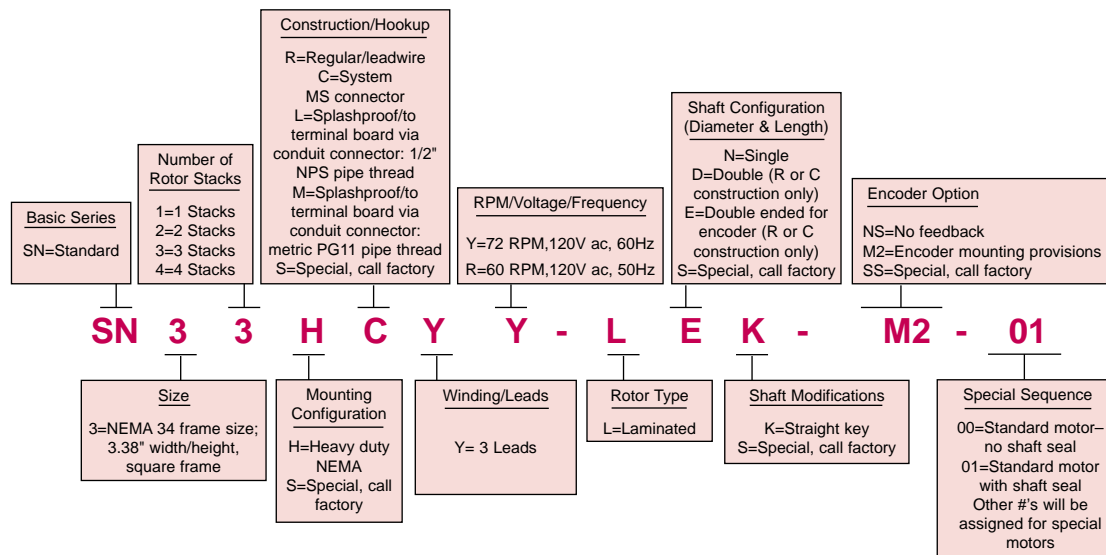 Construction/Hookup
R=Regular/leadwire
C=System
MS connector
L=Splashproof/to
terminal board via
conduit connector: 1/2"
NPS pipe thread
M=Splashproof/to
terminal board via
conduit connector:
metric PG11 pipe thread
S=Special, call factory
Shaft Configuration
(Diameter & Length)
N=Single
D=Double (R or C
construction only)
E=Double ended for
encoder (R or C
construction only)
S=Special, call factory
Number of
Rotor Stacks
1=1 Stacks
2=2 Stacks
3=3 Stacks
4=4 Stacks
Basic Series
SN=Standard
RPM/Voltage/Frequency
Y=72 RPM,120V ac, 60Hz
R=60 RPM,120V ac, 50Hz
Encoder Option
NS=No feedback
M2=Encoder mounting provisions
SS=Special, call factory
SN 3 3 H C Y Y - L E K - M2 - 01
Size
3=NEMA 34 frame size;
3.38" width/height,
square frame
Mounting
Configuration
H=Heavy duty
NEMA
S=Special, call
factory
Winding/Leads
Y= 3 Leads
Rotor Type
L=Laminated
Shaft Modifications
K=Straight key
S=Special, call factory
Special Sequence
00=Standard motor–
no shaft seal
01=Standard motor
with shaft seal
Other #'s will be
assigned for special
motors